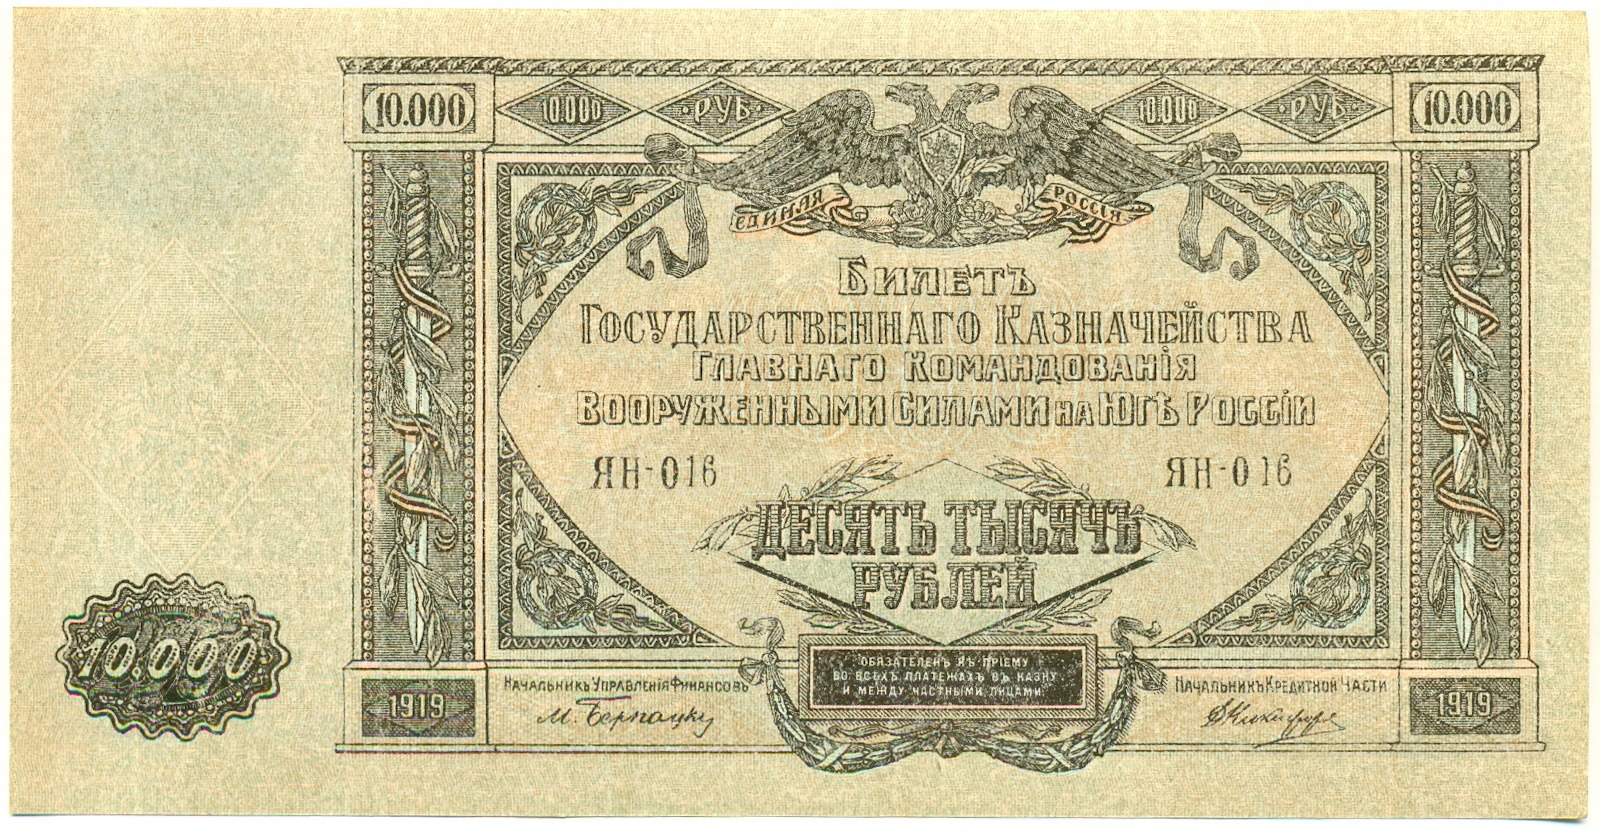 10.000 10.000 РУБ. 10.000 РУБ. 10.000
ЕДИНАЯ РОССІЯ
БИЛЕТЪ
ГОСУДАРСТВЕННАГО КАЗНАЧЕЙСТВА
ГЛАВНАГО КОМАНДОВАНІЯ
ВООРУЖЕННЫМИ СИЛАМИ НА ЮГѢ РОССІИ
ЯН-016 ЯН-016
ДЕСЯТЬ ТЫСЯЧЪ
РУБЛЕЙ
10.000
ОБЯЗАТЕЛЕНЪ КЪ ПРІЕМУ
ВО ВСѢХЪ ПЛАТЕЖАХЪ ВЪ КАЗНУ
И МЕЖДУ ЧАСТНЫМИ ЛИЦАМИ.
НАЧАЛЬНИКЪ УПРАВЛЕНІЯ ФИНАНСОВЪ НАЧАЛЬНИКЪ КРЕДИТНОЙ ЧАСТИ
1919 М. Бернацкій 1919